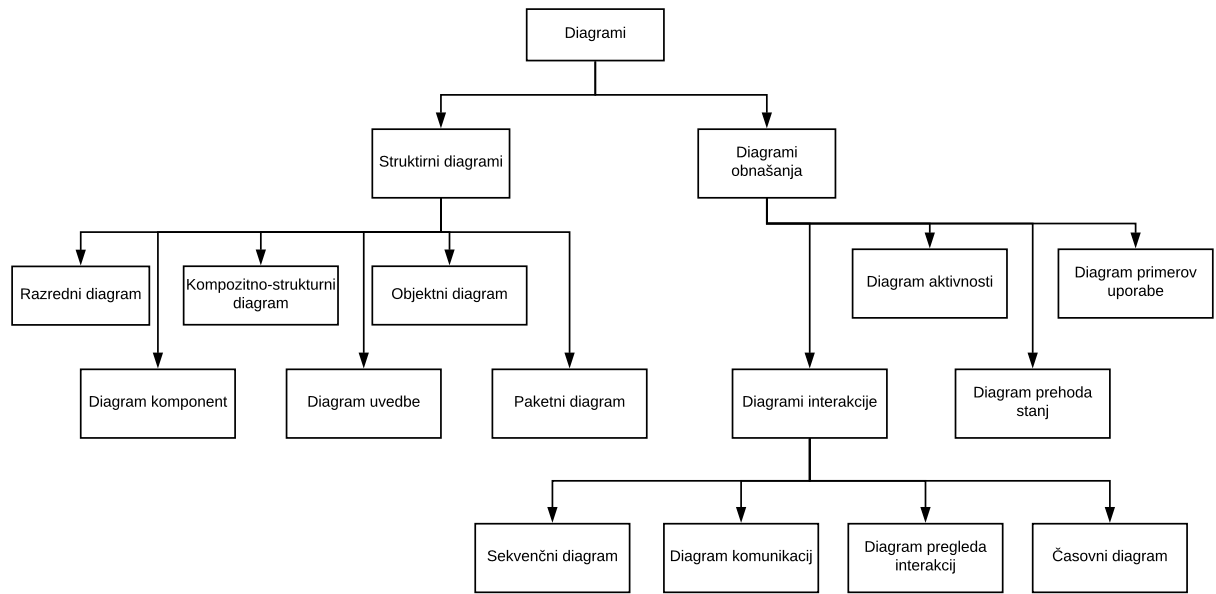 Diagrami
Struktirni diagrami
Diagrami
obnašanja
Razredni diagram
Kompozitno-strukturni
diagram
Objektni diagram
Diagram aktivnosti
Diagram primerov
uporabe
Diagram komponent
Diagram uvedbe
Paketni diagram
Diagrami interakcije
Diagram prehoda
stanj
Sekvenčni diagram
Diagram komunikacij
Diagram pregleda
interakcij
Časovni diagram